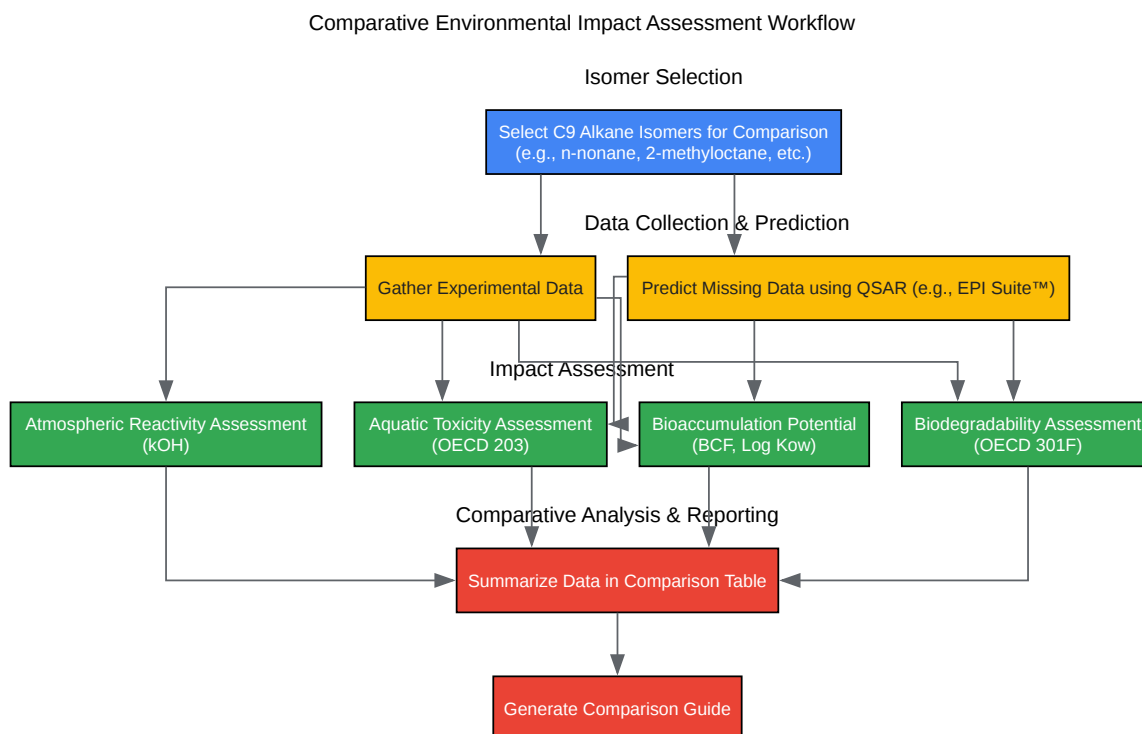 Comparative Environmental Impact Assessment Workflow
Isomer Selection
Select C9 Alkane Isomers for Comparison
(e.g., n-nonane, 2-methyloctane, etc.)
Data Collection & Prediction
Gather Experimental Data
Predict Missing Data using QSAR (e.g., EPI Suite™)
Impact Assessment
Atmospheric Reactivity Assessment
(kOH)
Aquatic Toxicity Assessment
(OECD 203)
Bioaccumulation Potential
(BCF, Log Kow)
Biodegradability Assessment
(OECD 301F)
Comparative Analysis & Reporting
Summarize Data in Comparison Table
Generate Comparison Guide